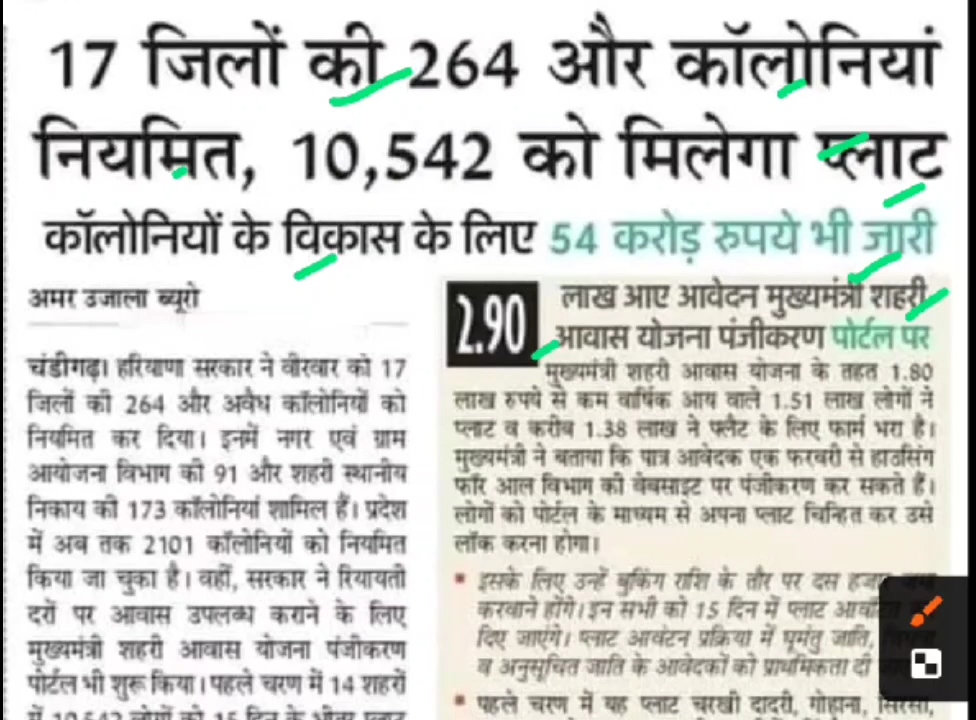 17 जिलों की 264 और कॉलोनियां
नियमित, 10,542 को मिलेगा प्लाट
कॉलोनियों के विकास के लिए 54 करोड़ रुपये भी जारी
अमर उजाला ब्यूरो
चंडीगढ़। हरियाणा सरकार ने वीरवार को 17
जिलों की 264 और अवैध कॉलोनियों को
नियमित कर दिया। इनमें नगर एवं ग्राम
आयोजना विभाग की 91 और शहरी स्थानीय
निकाय की 173 कॉलोनियां शामिल हैं। प्रदेश
में अब तक 2101 कॉलोनियों को नियमित
किया जा चुका है। वहीं, सरकार ने रियायती
दरों पर आवास उपलब्ध कराने के लिए
मुख्यमंत्री शहरी आवास योजना पंजीकरण
पोर्टल भी शुरू किया। पहले चरण में 14 शहरों
में 10,542 लोगों को 15 दिन के भीतर प्लाट
2.90
लाख आए आवेदन मुख्यमंत्री शहरी
आवास योजना पंजीकरण पोर्टल पर
मुख्यमंत्री शहरी आवास योजना के तहत 1.80
लाख रुपये से कम वार्षिक आय वाले 1.51 लाख लोगों ने
प्लाट व करीब 1.38 लाख ने फ्लैट के लिए फार्म भरा है।
मुख्यमंत्री ने बताया कि पात्र आवेदक एक फरवरी से हाउसिंग
फॉर आल विभाग की वेबसाइट पर पंजीकरण कर सकते हैं।
लोगों को पोर्टल के माध्यम से अपना प्लाट चिन्हित कर उसे
लॉक करना होगा।
इसके लिए उन्हें बुकिंग राशि के तौर पर दस हजार
करवाने होंगे। इन सभी को 15 दिन में प्लाट
दिए जाएंगे। प्लाट आवंटन प्रक्रिया में घूमंतु जाति,
व अनुसूचित जाति के आवेदकों को प्राथमिकता दी
पहले चरण में यह प्लाट चरखी दादरी, गोहाना, सिरसा,